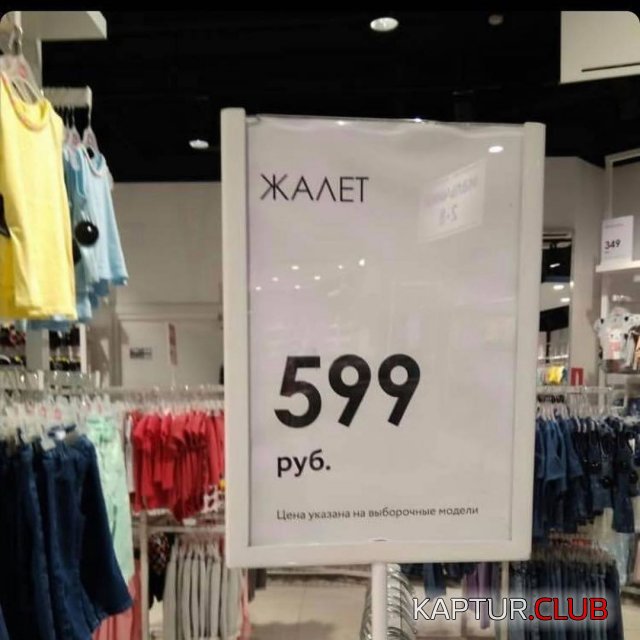 ЖАЛЕТ
349
599
руб.
Цена указана на выборочные модели
KAPTUR.CLUB